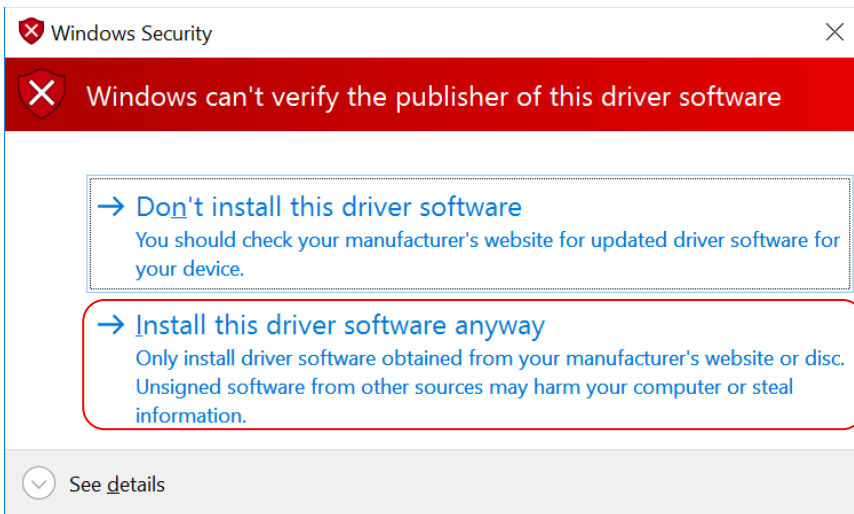 Windows Security
Windows can't verify the publisher of this driver software
Don't install this driver software
You should check your manufacturer's website for updated driver software for
your device.
Install this driver software anyway
Only install driver software obtained from your manufacturer's website or disc.
Unsigned software from other sources may harm your computer or steal
information.
See details